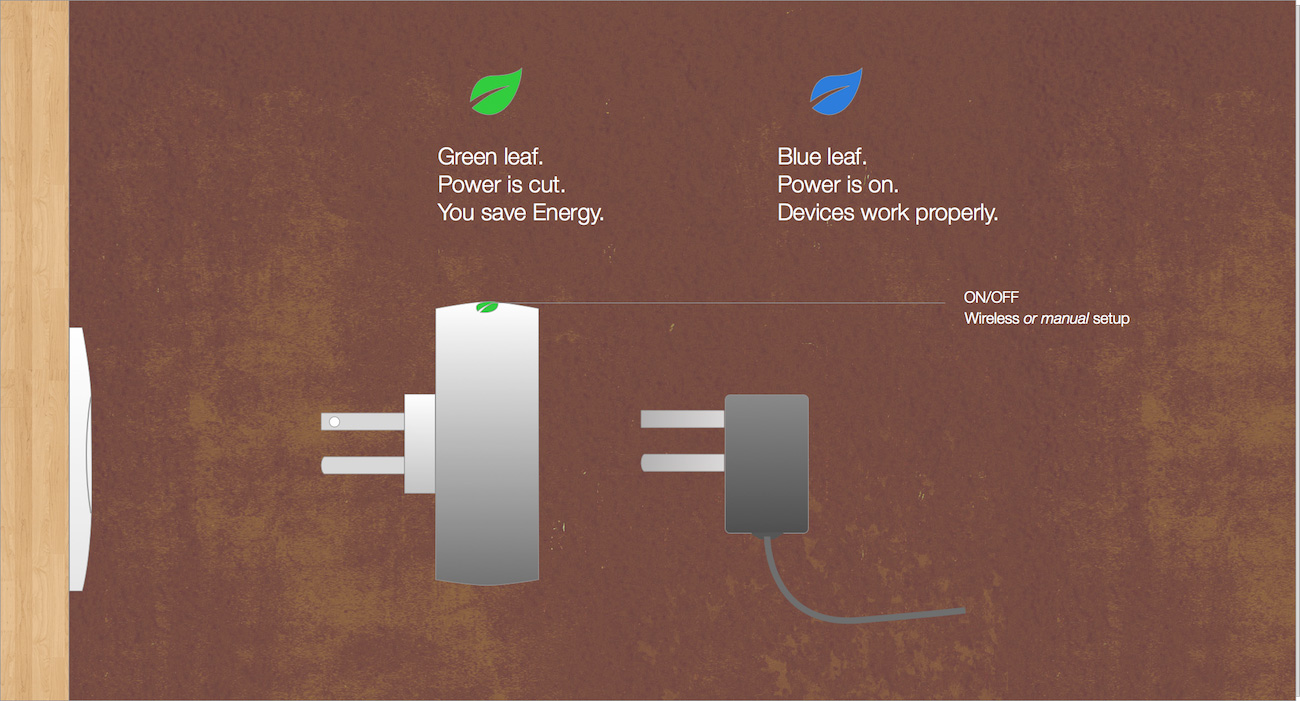 Green leaf.
Power is cut.
You save Energy.
Blue leaf.
Power is on.
Devices work properly.
ON/OFF
Wireless or manual setup